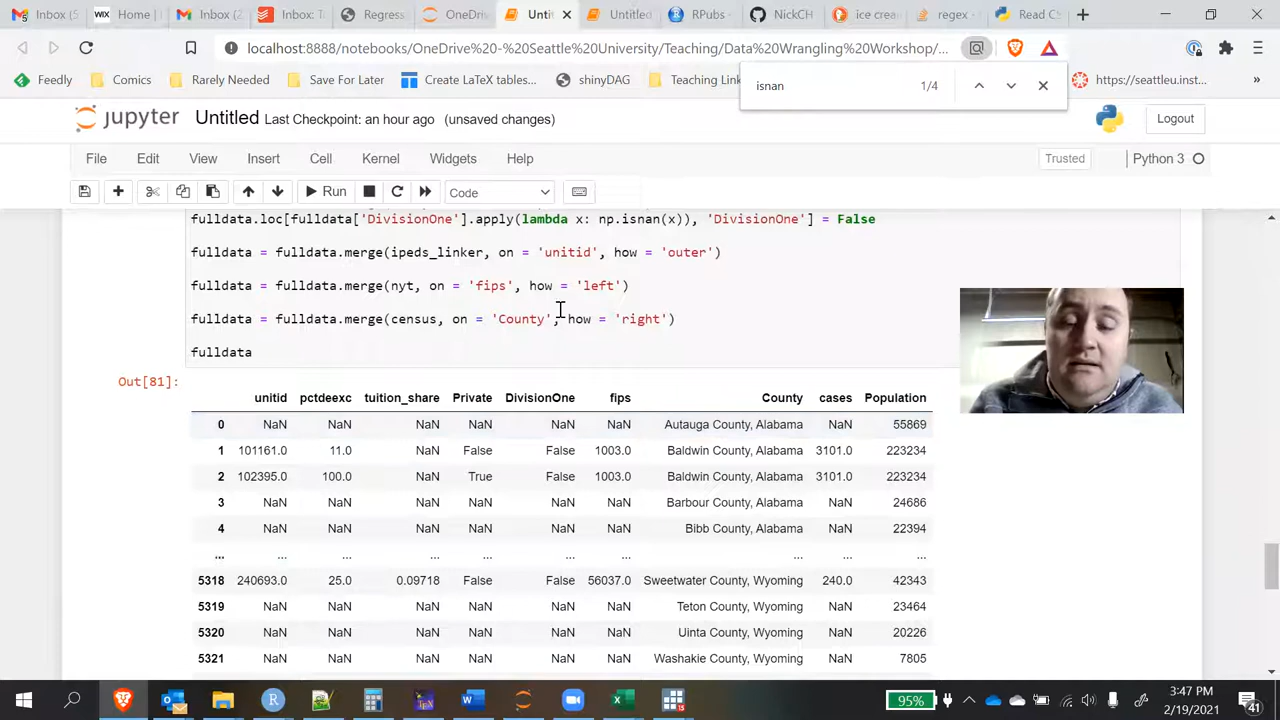 Inbox (S
WIX Home |
Inbox (2
Inbox: T
Regress
OneDriv
Untit
Untitled
RPubs -
NickCH
ice crea
regex -
Read CS
localhost:8888/notebooks/OneDrive%20-%20Seattle%20University/Teaching/Data%20Wrangling%20Workshop/...
Feedly Comics Rarely Needed Save For Later Create LaTeX tables... shinyDAG Teaching Link https://seattleu.inst... »
isnan 1/4
jupyter Untitled Last Checkpoint: an hour ago (unsaved changes) Logout
File Edit View Insert Cell Kernel Widgets Help Trusted Python 3
Run Code
fulldata.loc[fulldata['DivisionOne'].apply(lambda x: np.isnan(x)), 'DivisionOne'] = False
fulldata = fulldata.merge(ipeds_linker, on = 'unitid', how = 'outer')
fulldata = fulldata.merge(nyt, on = 'fips', how = 'left')
fulldata = fulldata.merge(census, on = 'County', how = 'right')
fulldata
Out[81]:
unitid pctdeexc tuition_share Private DivisionOne fips County cases Population
0 NaN NaN NaN NaN NaN NaN Autauga County, Alabama NaN 55869
1 101161.0 11.0 NaN False False 1003.0 Baldwin County, Alabama 3101.0 223234
2 102395.0 100.0 NaN True False 1003.0 Baldwin County, Alabama 3101.0 223234
3 NaN NaN NaN NaN NaN NaN Barbour County, Alabama NaN 24686
4 NaN NaN NaN NaN NaN NaN Bibb County, Alabama NaN 22394
... ... ... ... ... ... ... ... ... ...
5318 240693.0 25.0 0.09718 False False 56037.0 Sweetwater County, Wyoming 240.0 42343
5319 NaN NaN NaN NaN NaN NaN Teton County, Wyoming NaN 23464
5320 NaN NaN NaN NaN NaN NaN Uinta County, Wyoming NaN 20226
5321 NaN NaN NaN NaN NaN NaN Washakie County, Wyoming NaN 7805
95% 3:47 PM
2/19/2021
41